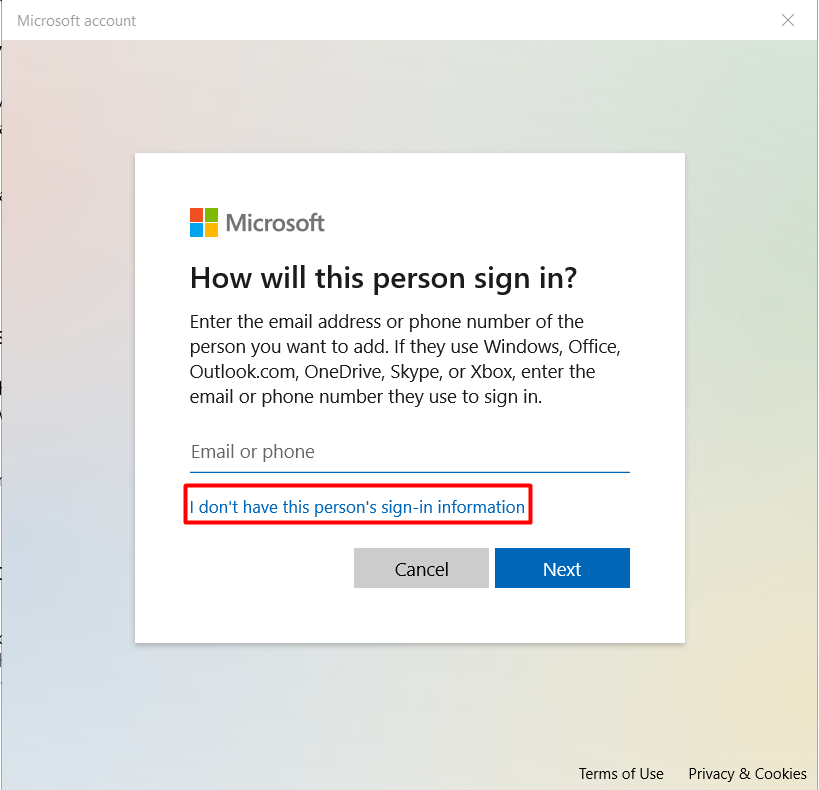 Microsoft account
Microsoft
How will this person sign in?
Enter the email address or phone number of the
person you want to add. If they use Windows, Office,
Outlook.com, OneDrive, Skype, or Xbox, enter the
email or phone number they use to sign in.
Email or phone
I don't have this person's sign-in information
Cancel
Next
Terms of Use
Privacy & Cookies